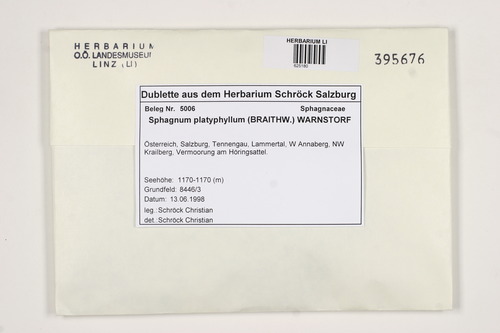 HERBARIUM
O.Ö. LANDESMUSEUM
LINZ (LI)
HERBARIUM LI
395676
Dublette aus dem Herbarium Schröck Salzburg
Beleg Nr. 5006 Sphagnaceae
Sphagnum platyphyllum (BRAITHW.) WARNSTORF
Österreich, Salzburg, Tennengau, Lammertal, W Annaberg, NW
Krailberg, Vermoorung am Höringsattel.
Seehöhe: 1170-1170 (m)
Grundfeld: 8446/3
Datum: 13.06.1998
leg. Schröck Christian
det. Schröck Christian